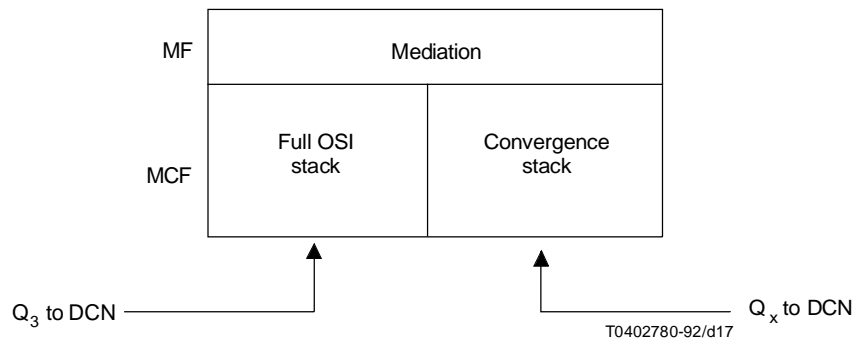 MF
Mediation
Full OSI
stack
Convergence
stack
MCF
Q3 to DCN
Qx to DCN
T0402780-92/d17